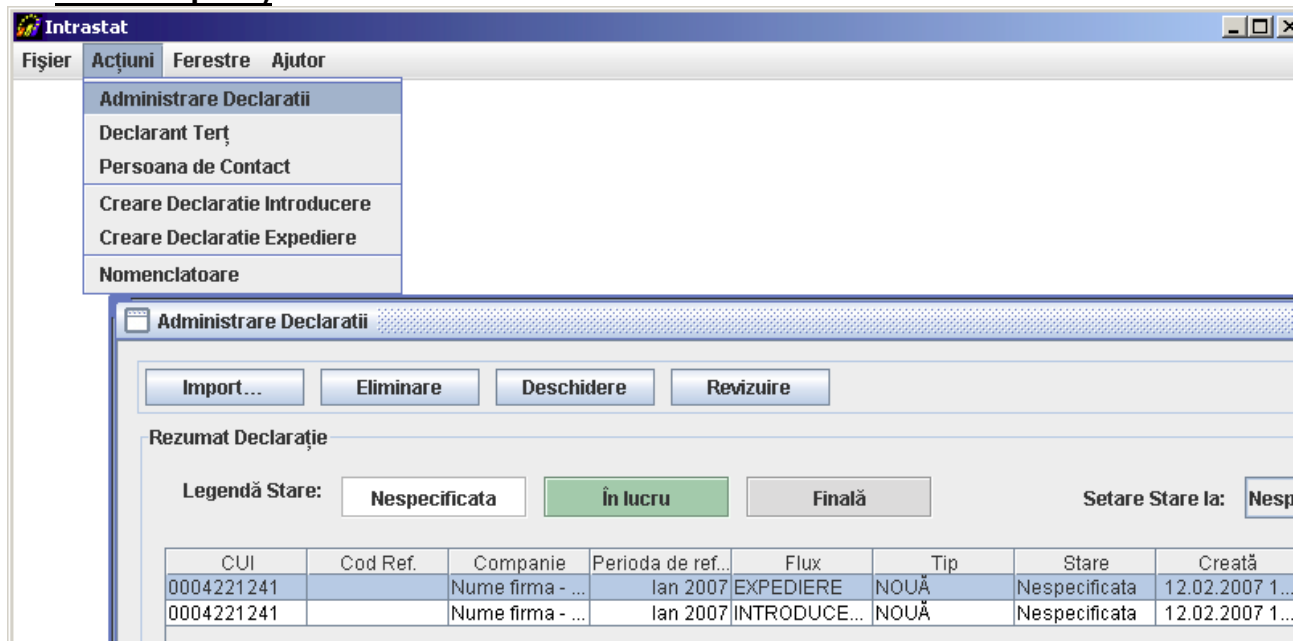 Intrastat
Fişier Acţiuni Ferestre Ajutor
Administrare Declaratii
Declarant Terţ
Persoana de Contact
Creare Declaratie Introducere
Creare Declaratie Expediere
Nomenclatoare
Administrare Declaratii
Import... Eliminare Deschidere Revizuire
Rezumat Declaraţie
Legendă Stare: Nespecificata În lucru Finală Setare Stare la: Nesp
CUI Cod Ref. Companie Perioda de ref... Flux Tip Stare Creată
0004221241 Nume firma - ... Ian 2007 EXPEDIERE NOUĂ Nespecificata 12.02.2007 1...
0004221241 Nume firma - ... Ian 2007 INTRODUCE... NOUĂ Nespecificata 12.02.2007 1...